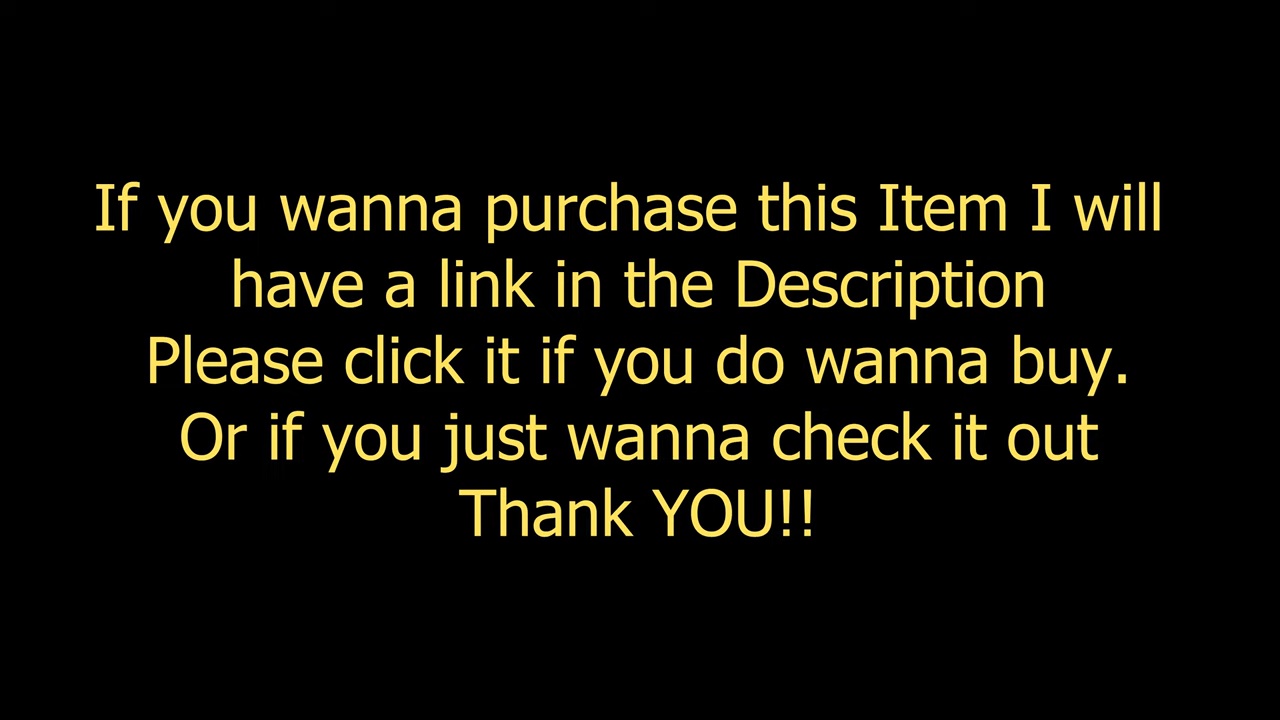 If you wanna purchase this Item I will
have a link in the Description
Please click it if you do wanna buy.
Or if you just wanna check it out
Thank YOU!!